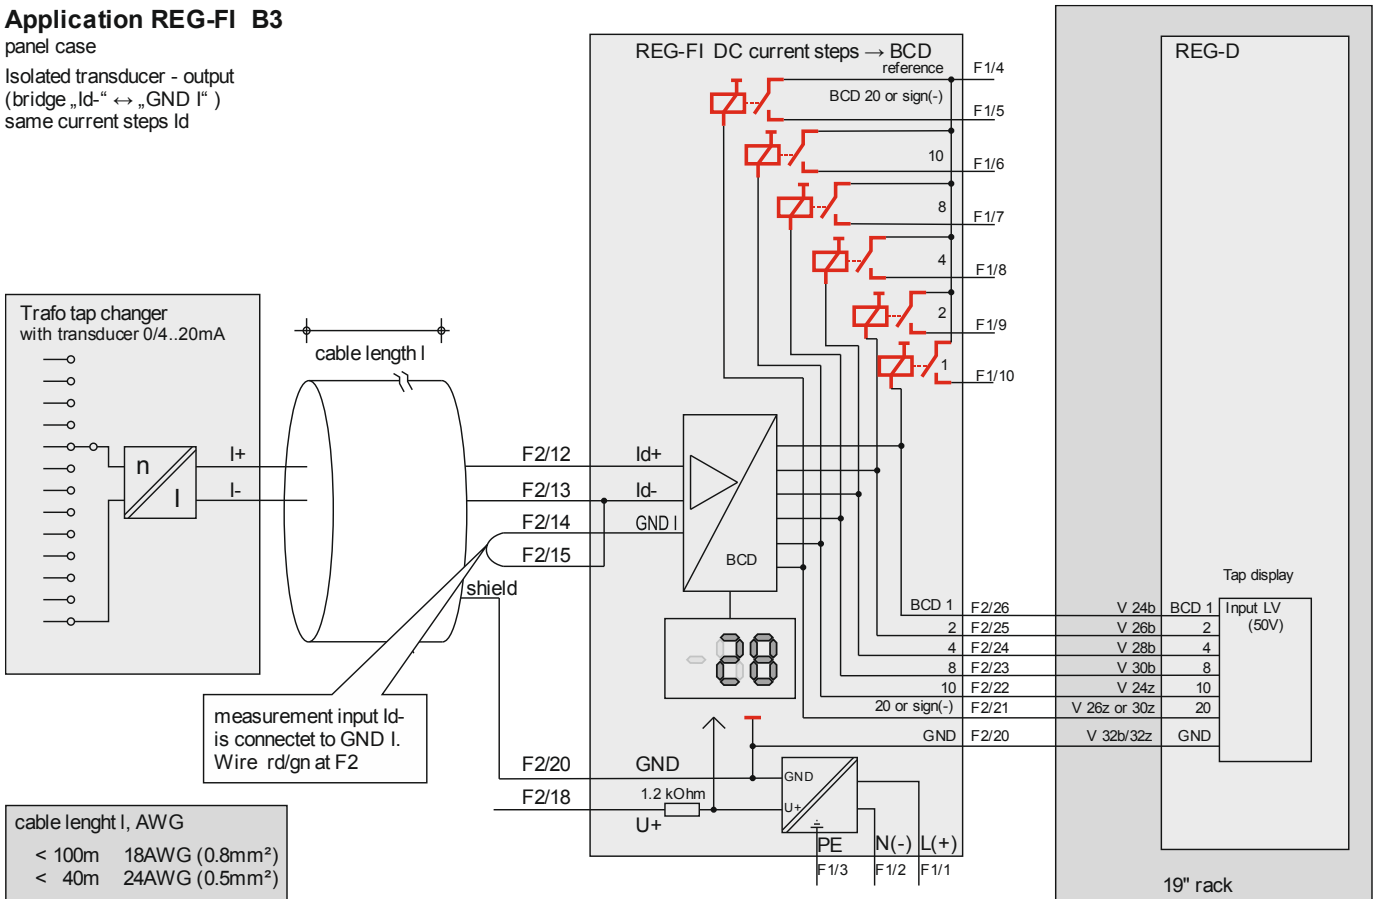 Application REG-FI B3
panel case
Isolated transducer - output
(bridge „Id-“ ↔ „GND I“ )
same current steps Id
REG-FI DC current steps → BCD
reference
F1/4
BCD 20 or sign(-)
F1/5
10
F1/6
8
F1/7
4
F1/8
2
F1/9
1
F1/10
REG-D
Trafo tap changer
with transducer 0/4..20mA
n
I
I+
I-
cable length l
F2/12
Id+
F2/13
Id-
F2/14
GND I
F2/15
shield
BCD
-28
measurement input Id-
is connectet to GND I.
Wire rd/gn at F2
Tap display
BCD 1 F2/26 V 24b BCD 1 Input LV
2 F2/25 V 26b 2 (50V)
4 F2/24 V 28b 4
8 F2/23 V 30b 8
10 F2/22 V 24z 10
20 or sign(-) F2/21 V 26z or 30z 20
GND F2/20 V 32b/32z GND
F2/20
GND
GND
F2/18
1.2 kOhm
U+
U+
PE
N(-)
L(+)
F1/3
F1/2
F1/1
cable lenght l, AWG
< 100m 18AWG (0.8mm²)
< 40m 24AWG (0.5mm²)
19" rack